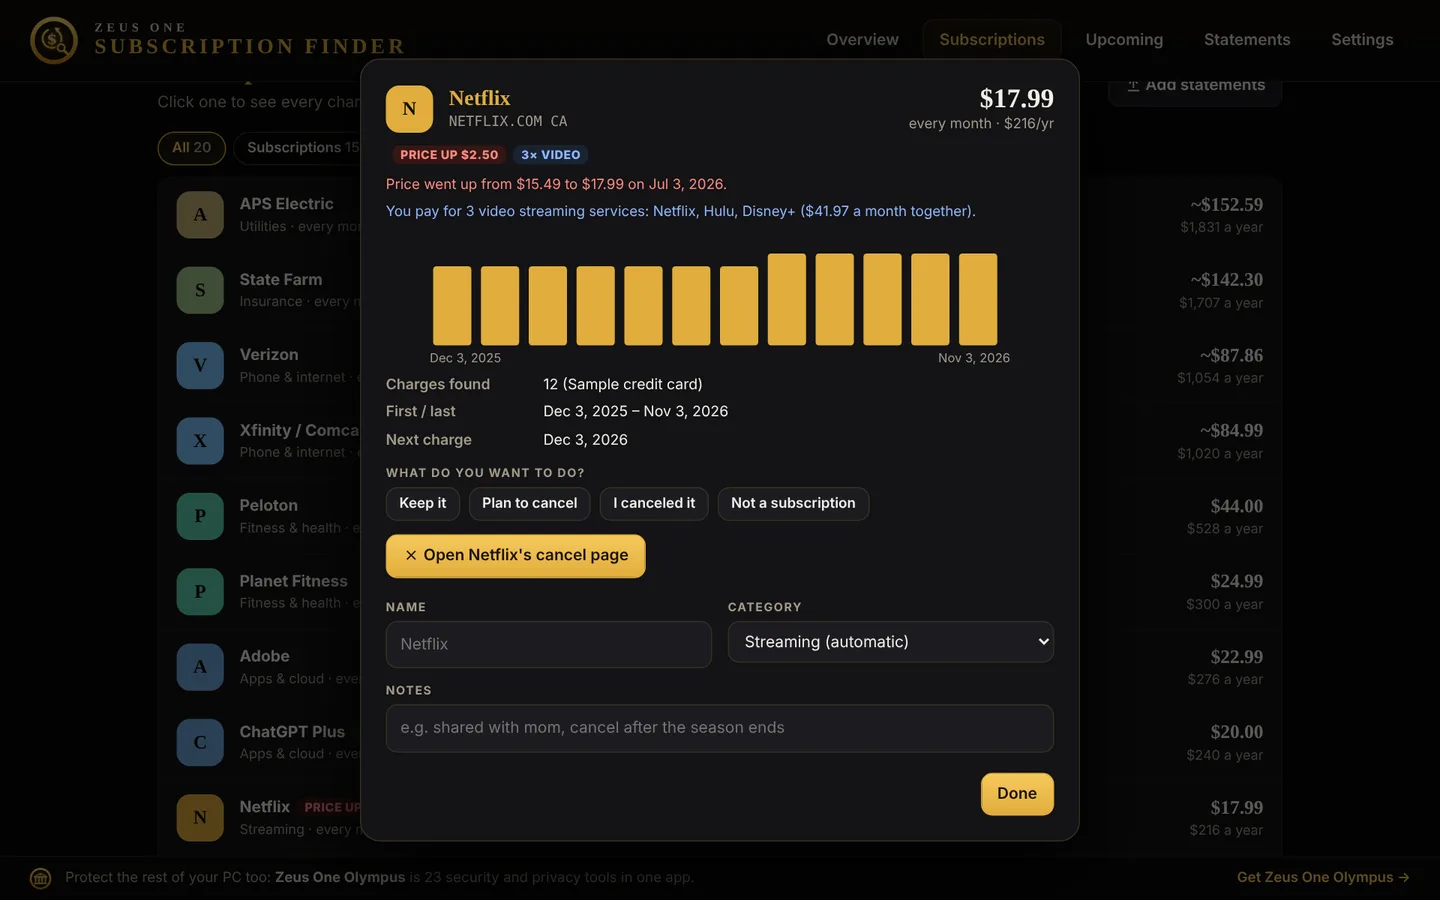 ZEUS ONE
SUBSCRIPTION FINDER
Overview
Subscriptions
Upcoming
Statements
Settings
Click one to see every char
Add statements
All 20
Subscriptions 15
A
APS Electric
Utilities · every mo
~$152.59
$1,831 a year
S
State Farm
Insurance · every m
~$142.30
$1,707 a year
V
Verizon
Phone & internet · e
~$87.86
$1,054 a year
X
Xfinity / Comca
Phone & internet · e
~$84.99
$1,020 a year
P
Peloton
Fitness & health · e
$44.00
$528 a year
P
Planet Fitness
Fitness & health · e
$24.99
$300 a year
A
Adobe
Apps & cloud · eve
$22.99
$276 a year
C
ChatGPT Plus
Apps & cloud · eve
$20.00
$240 a year
N
Netflix PRICE UP
Streaming · every m
$17.99
$216 a year
N
Netflix
NETFLIX.COM CA
$17.99
every month · $216/yr
PRICE UP $2.50
3× VIDEO
Price went up from $15.49 to $17.99 on Jul 3, 2026.
You pay for 3 video streaming services: Netflix, Hulu, Disney+ ($41.97 a month together).
Dec 3, 2025
Nov 3, 2026
Charges found 12 (Sample credit card)
First / last Dec 3, 2025 – Nov 3, 2026
Next charge Dec 3, 2026
WHAT DO YOU WANT TO DO?
Keep it
Plan to cancel
I canceled it
Not a subscription
× Open Netflix's cancel page
NAME
Netflix
CATEGORY
Streaming (automatic)
NOTES
e.g. shared with mom, cancel after the season ends
Done
Protect the rest of your PC too: Zeus One Olympus is 23 security and privacy tools in one app.
Get Zeus One Olympus →